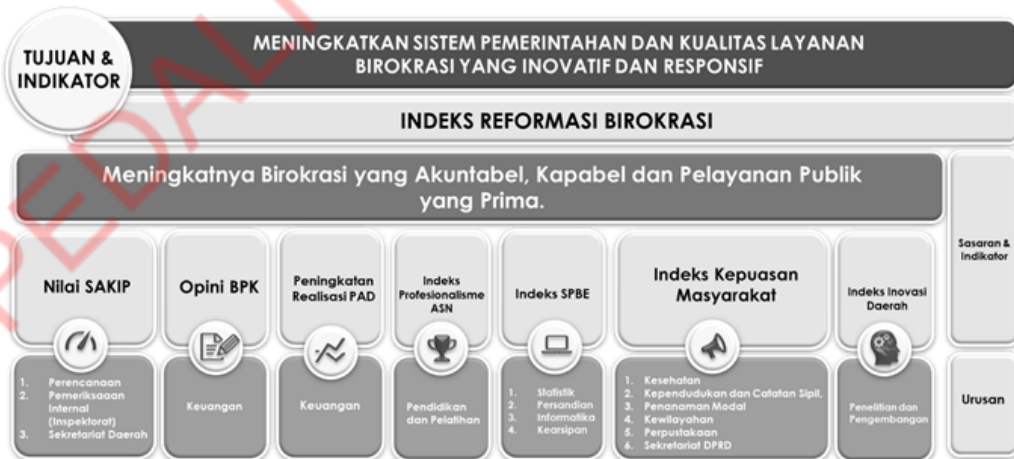 TUJUAN &
INDIKATOR
MENINGKATKAN SISTEM PEMERINTAHAN DAN KUALITAS LAYANAN
BIROKRASI YANG INOVATIF DAN RESPONSIF
INDEKS REFORMASI BIROKRASI
Meningkatnya Birokrasi yang Akuntabel, Kapabel dan Pelayanan Publik
yang Prima.
Sasaran &
Indikator
Nilai SAKIP
Opini BPK
Peningkatan
Realisasi PAD
Indeks
Profesionalisme
ASN
Indeks SPBE
Indeks Kepuasan
Masyarakat
Indeks Inovasi
Daerah
1. Perencanaan
2. Pemeriksaaan
Internal
(Inspektorat)
3. Sekretariat Daerah
Keuangan
Keuangan
Pendidikan
dan Pelatihan
1. Statistik
2. Persandian
3. Informatika
4. Kearsipan
1. Kesehatan
2. Kependudukan dan Catatan Sipil,
3. Penanaman Modal
4. Kewilayahan
5. Perpustakaan
6. Sekretariat DPRD
Penelitian dan
Pengembangan
Urusan
PEDAL